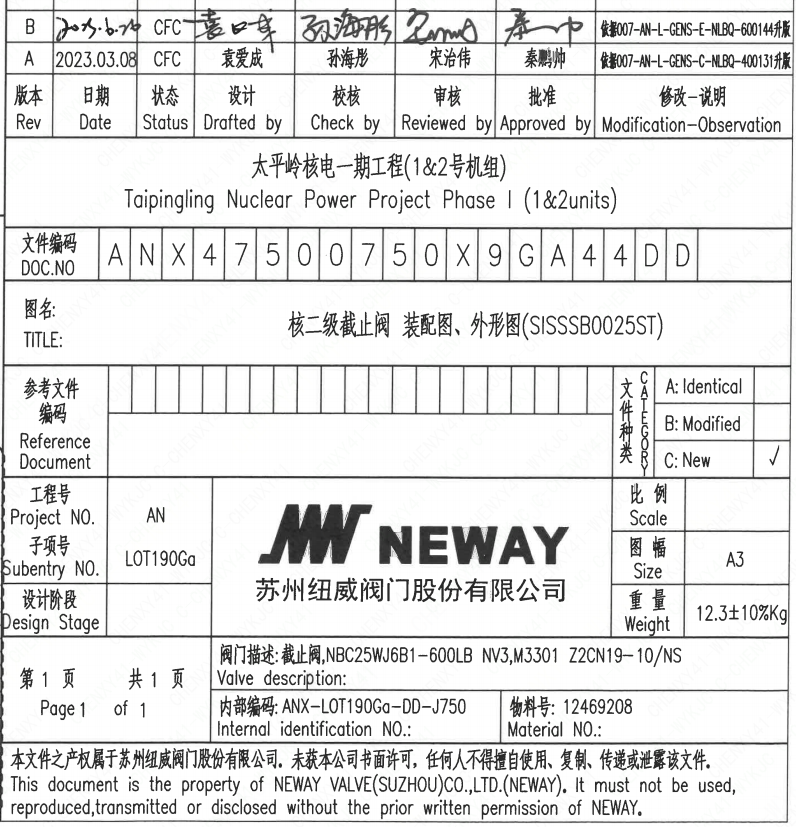 B 2023.6.26 CFC 依据007-AN-L-GENS-E-NLBQ-600144升版
A 2023.03.08 CFC 袁爱成 孙海彤 宋治伟 秦鹏帅 依据007-AN-L-GENS-C-NLBQ-400131升版
版本 日期 状态 设计 校核 审核 批准 修改-说明
Rev Date Status Drafted by Check by Reviewed by Approved by Modification-Observation
太平岭核电一期工程(1&2号机组)
Taipingling Nuclear Power Project Phase I (1&2units)
文件编码
DOC.NO
A N X 4 7 5 0 0 7 5 0 X 9 G A 4 4 D D
图名:
TITLE:
核二级截止阀 装配图、外形图(SISSSB0025ST)
参考文件
编码
Reference
Document
文件种类
CATEGORY
A: Identical
B: Modified
C: New √
工程号
Project NO.
AN
子项号
Subentry NO.
LOT190Ga
设计阶段
Design Stage
NEWAY
苏州纽威阀门股份有限公司
比 例
Scale
图 幅
Size
A3
重 量
Weight
12.3±10%Kg
第 1 页 共 1 页
Page 1 of 1
阀门描述:截止阀,NBC25WJ6B1-600LB NV3,M3301 Z2CN19-10/NS
Valve description:
内部编码: ANX-LOT190Ga-DD-J750
Internal identification NO.:
物料号: 12469208
Material NO.:
本文件之产权属于苏州纽威阀门股份有限公司. 未获本公司书面许可, 任何人不得擅自使用、复制、传递或泄露该文件.
This document is the property of NEWAY VALVE(SUZHOU)CO.,LTD.(NEWAY). It must not be used,
reproduced,transmitted or disclosed without the prior written permission of NEWAY.